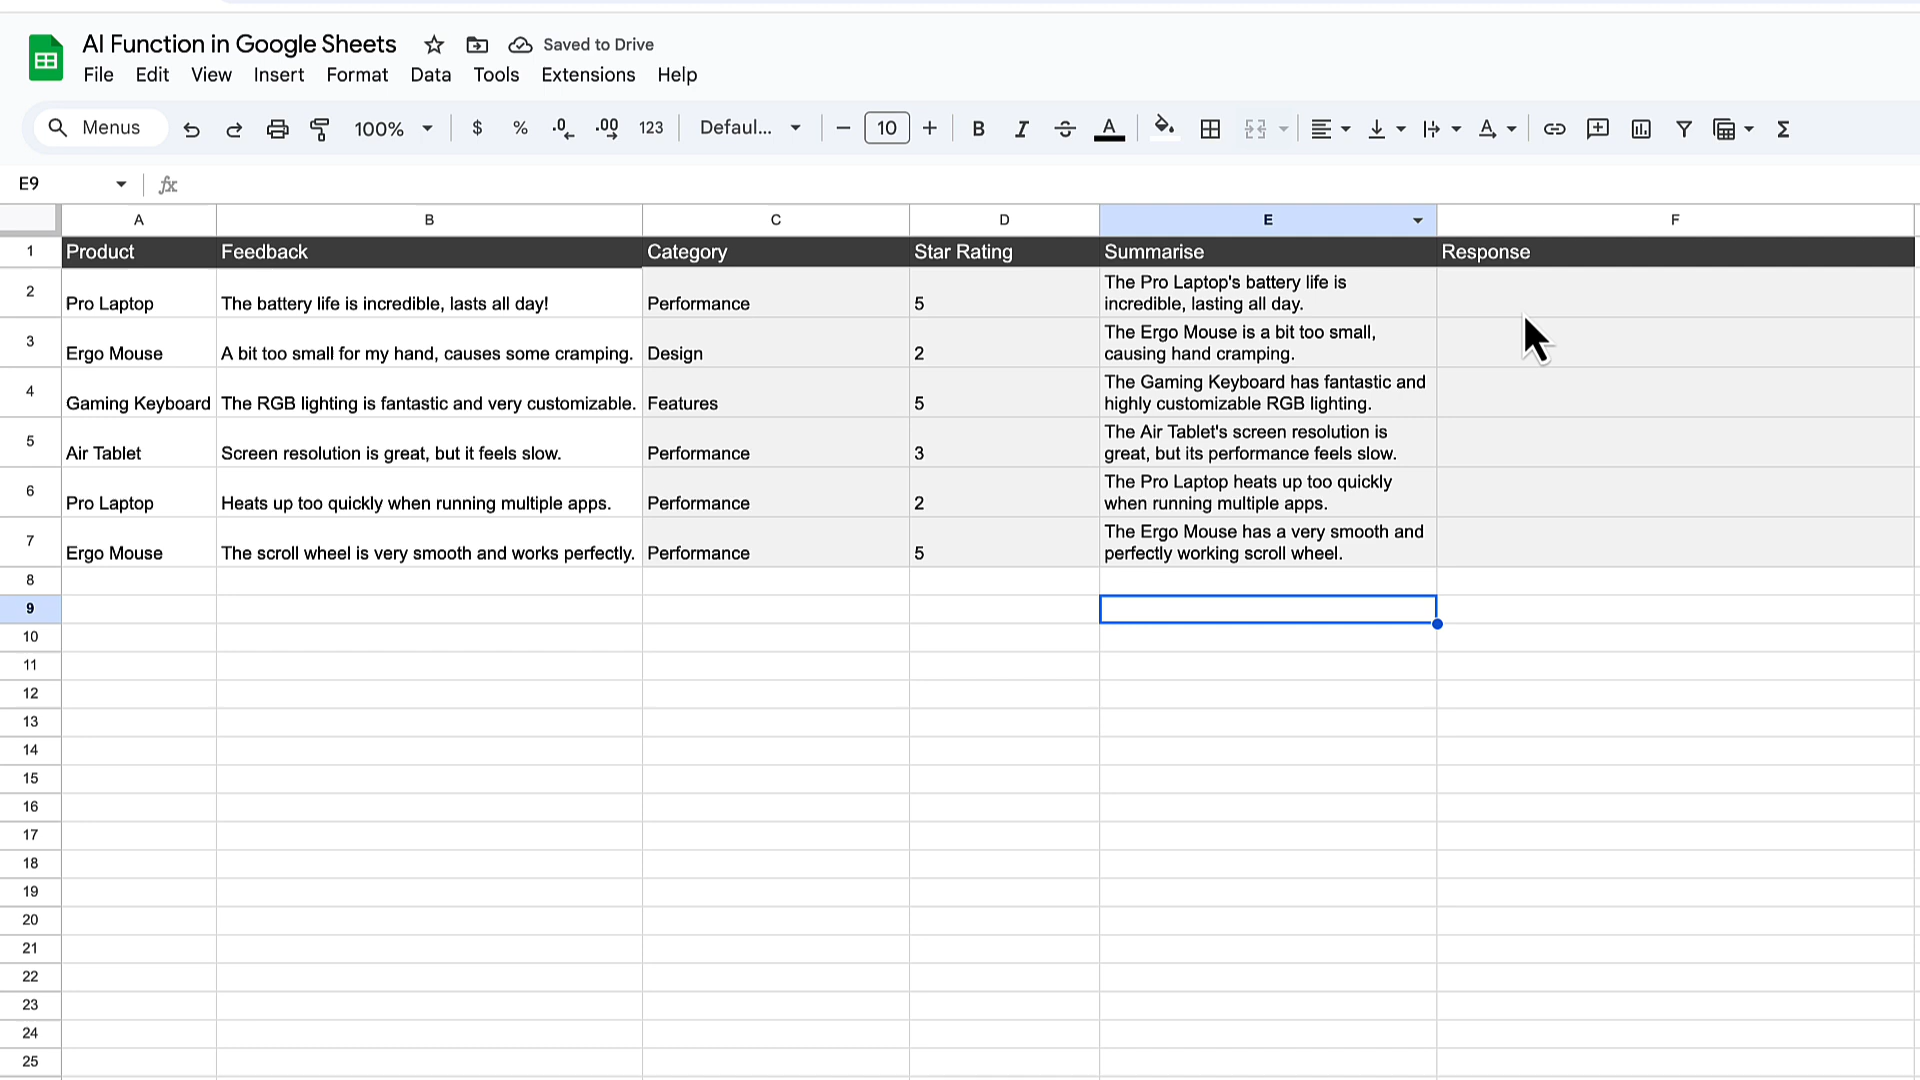 AI Function in Google Sheets Saved to Drive
File Edit View Insert Format Data Tools Extensions Help
Menus 100% $ % .0 .00 123 Defaul... 10 B I S A A Σ
E9 fx
A B C D E F
1 Product Feedback Category Star Rating Summarise Response
The Pro Laptop's battery life is
2 Pro Laptop The battery life is incredible, lasts all day! Performance 5 incredible, lasting all day.
The Ergo Mouse is a bit too small,
3 Ergo Mouse A bit too small for my hand, causes some cramping. Design 2 causing hand cramping.
The Gaming Keyboard has fantastic and
4 Gaming Keyboard The RGB lighting is fantastic and very customizable. Features 5 highly customizable RGB lighting.
The Air Tablet's screen resolution is
5 Air Tablet Screen resolution is great, but it feels slow. Performance 3 great, but its performance feels slow.
The Pro Laptop heats up too quickly
6 Pro Laptop Heats up too quickly when running multiple apps. Performance 2 when running multiple apps.
The Ergo Mouse has a very smooth and
7 Ergo Mouse The scroll wheel is very smooth and works perfectly. Performance 5 perfectly working scroll wheel.
8
9
10
11
12
13
14
15
16
17
18
19
20
21
22
23
24
25